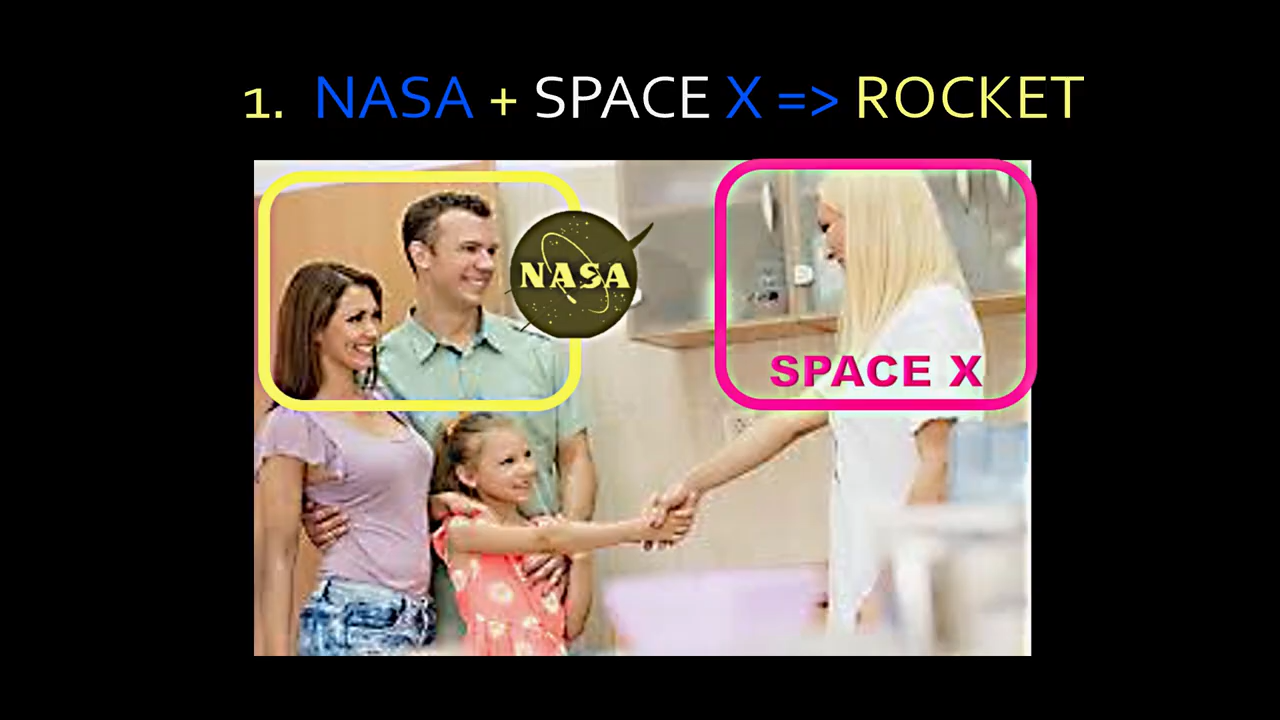 1. NASA + SPACE X => ROCKET
NASA
SPACE X